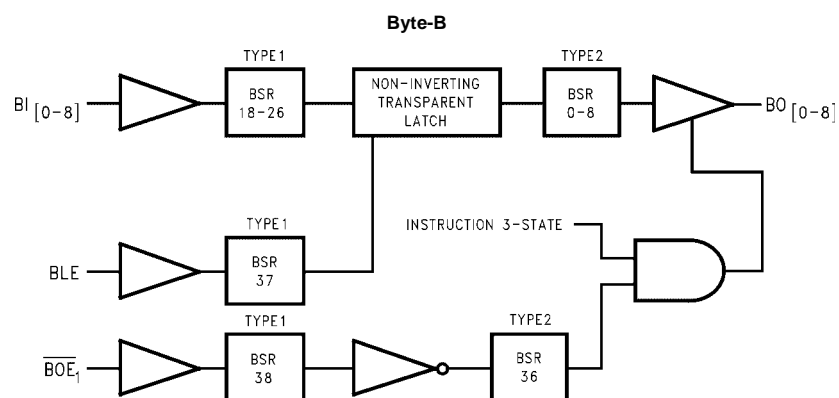 Byte-B
TYPE1
TYPE2
BI [0-8]
BSR
18-26
NON-INVERTING
TRANSPARENT
LATCH
BSR
0-8
BO [0-8]
TYPE1
INSTRUCTION 3-STATE
BLE
BSR
37
TYPE1
TYPE2
BOE1
BSR
38
BSR
36